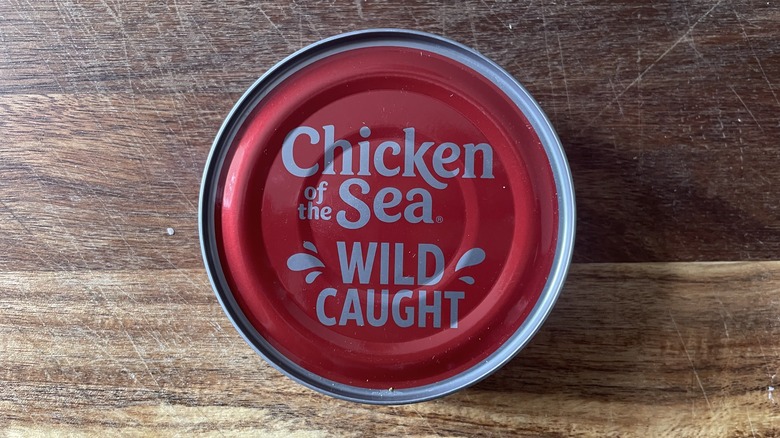 Chicken
of the Sea®
WILD
CAUGHT